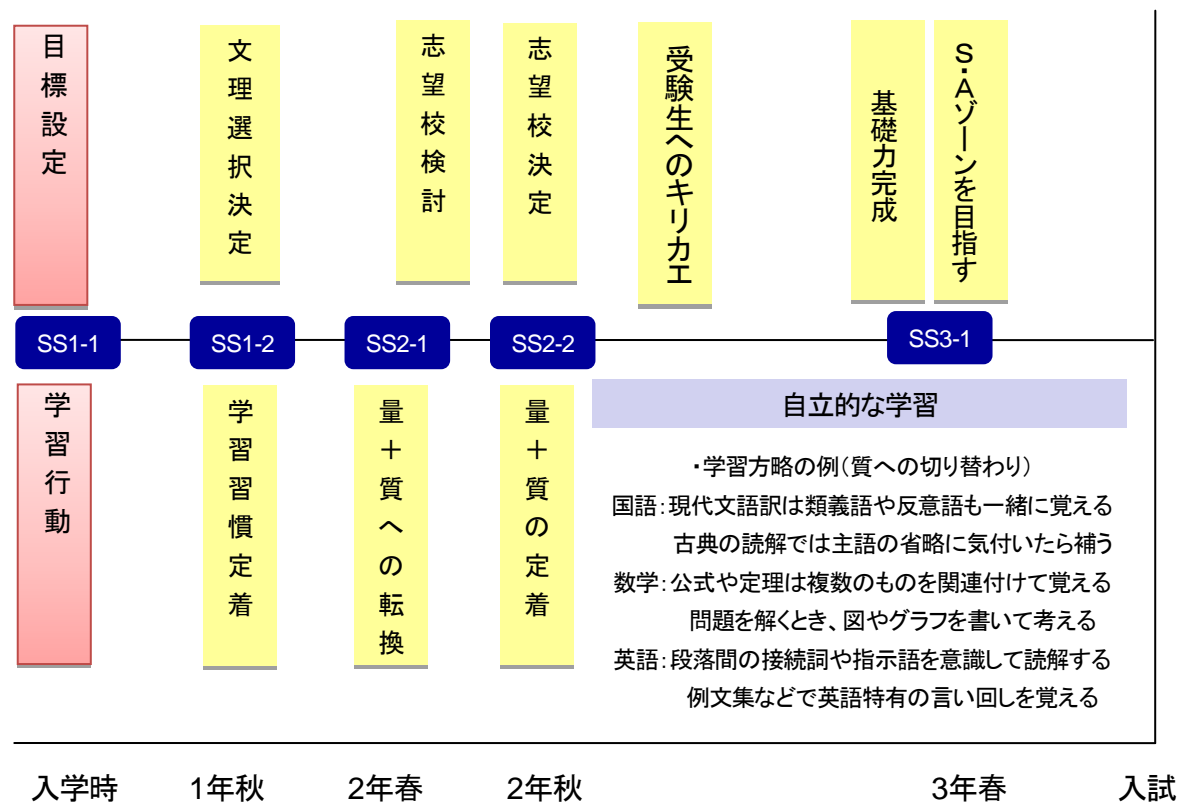 目標設定
文理選択決定
志望校検討
志望校決定
受験生へのキリカエ
基礎力完成
S・Aゾーンを目指す
SS1-1
SS1-2
SS2-1
SS2-2
SS3-1
学習行動
学習習慣定着
量＋質への転換
量＋質の定着
自立的な学習
・学習方略の例（質への切り替わり）
国語：現代文語訳は類義語や反意語も一緒に覚える
古典の読解では主語の省略に気付いたら補う
数学：公式や定理は複数のものを関連付けて覚える
問題を解くとき、図やグラフを書いて考える
英語：段落間の接続詞や指示語を意識して読解する
例文集などで英語特有の言い回しを覚える
入学時
1年秋
2年春
2年秋
3年春
入試